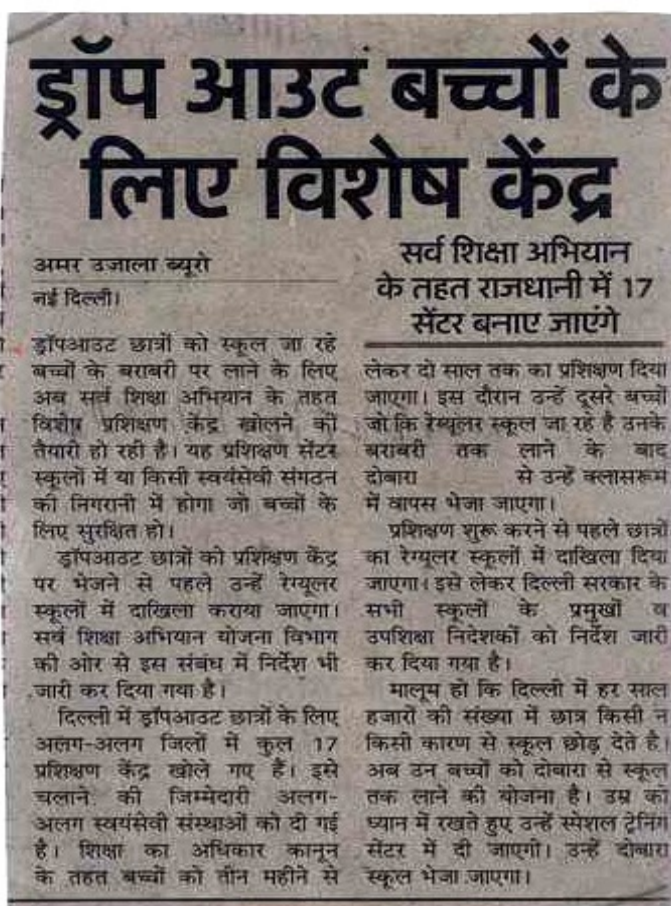 ड्रॉप आउट बच्चों के
लिए विशेष केंद्र
अमर उजाला ब्यूरो
नई दिल्ली।
सर्व शिक्षा अभियान
के तहत राजधानी में 17
सेंटर बनाए जाएंगे
ड्रॉपआउट छात्रों को स्कूल जा रहे
बच्चों के बराबरी पर लाने के लिए
अब सर्व शिक्षा अभियान के तहत
विशेष प्रशिक्षण केंद्र खोलने की
तैयारी हो रही है। यह प्रशिक्षण सेंटर
स्कूलों में या किसी स्वयंसेवी संगठन
की निगरानी में होगा जो बच्चों के
लिए सुरक्षित हो।
ड्रॉपआउट छात्रों को प्रशिक्षण केंद्र
पर भेजने से पहले उन्हें रेग्यूलर
स्कूलों में दाखिला कराया जाएगा।
सर्व शिक्षा अभियान योजना विभाग
की ओर से इस संबंध में निर्देश भी
जारी कर दिया गया है।
दिल्ली में ड्रॉपआउट छात्रों के लिए
अलग-अलग जिलों में कुल 17
प्रशिक्षण केंद्र खोले गए हैं। इसे
चलाने की जिम्मेदारी अलग-
अलग स्वयंसेवी संस्थाओं को दी गई
है। शिक्षा का अधिकार कानून
के तहत बच्चों को तीन महीने से
लेकर दो साल तक का प्रशिक्षण दिया
जाएगा। इस दौरान उन्हें दूसरे बच्चों
जो कि रेग्यूलर स्कूल जा रहे है उनके
बराबरी तक लाने के बाद
दोबारा से उन्हें क्लासरूम
में वापस भेजा जाएगा।
प्रशिक्षण शुरू करने से पहले छात्रों
का रेग्यूलर स्कूलों में दाखिला दिया
जाएगा। इसे लेकर दिल्ली सरकार के
सभी स्कूलों के प्रमुखों व
उपशिक्षा निदेशकों को निर्देश जारी
कर दिया गया है।
मालूम हो कि दिल्ली में हर साल
हजारों की संख्या में छात्र किसी न
किसी कारण से स्कूल छोड़ देते है।
अब उन बच्चों को दोबारा से स्कूल
तक लाने की योजना है। उम्र को
ध्यान में रखते हुए उन्हें स्पेशल ट्रेनिंग
सेंटर में दी जाएगी। उन्हें दोबारा
स्कूल भेजा जाएगा।